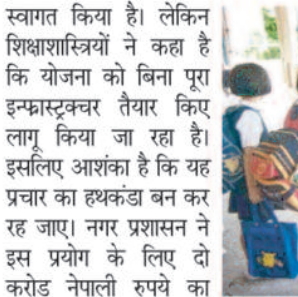 स्वागत किया है। लेकिन
शिक्षाशास्त्रियों ने कहा है
कि योजना को बिना पूरा
इन्फ्रास्ट्रक्चर तैयार किए
लागू किया जा रहा है।
इसलिए आशंका है कि यह
प्रचार का हथकंडा बन कर
रह जाए। नगर प्रशासन ने
इस प्रयोग के लिए दो
करोड़ नेपाली रुपये का